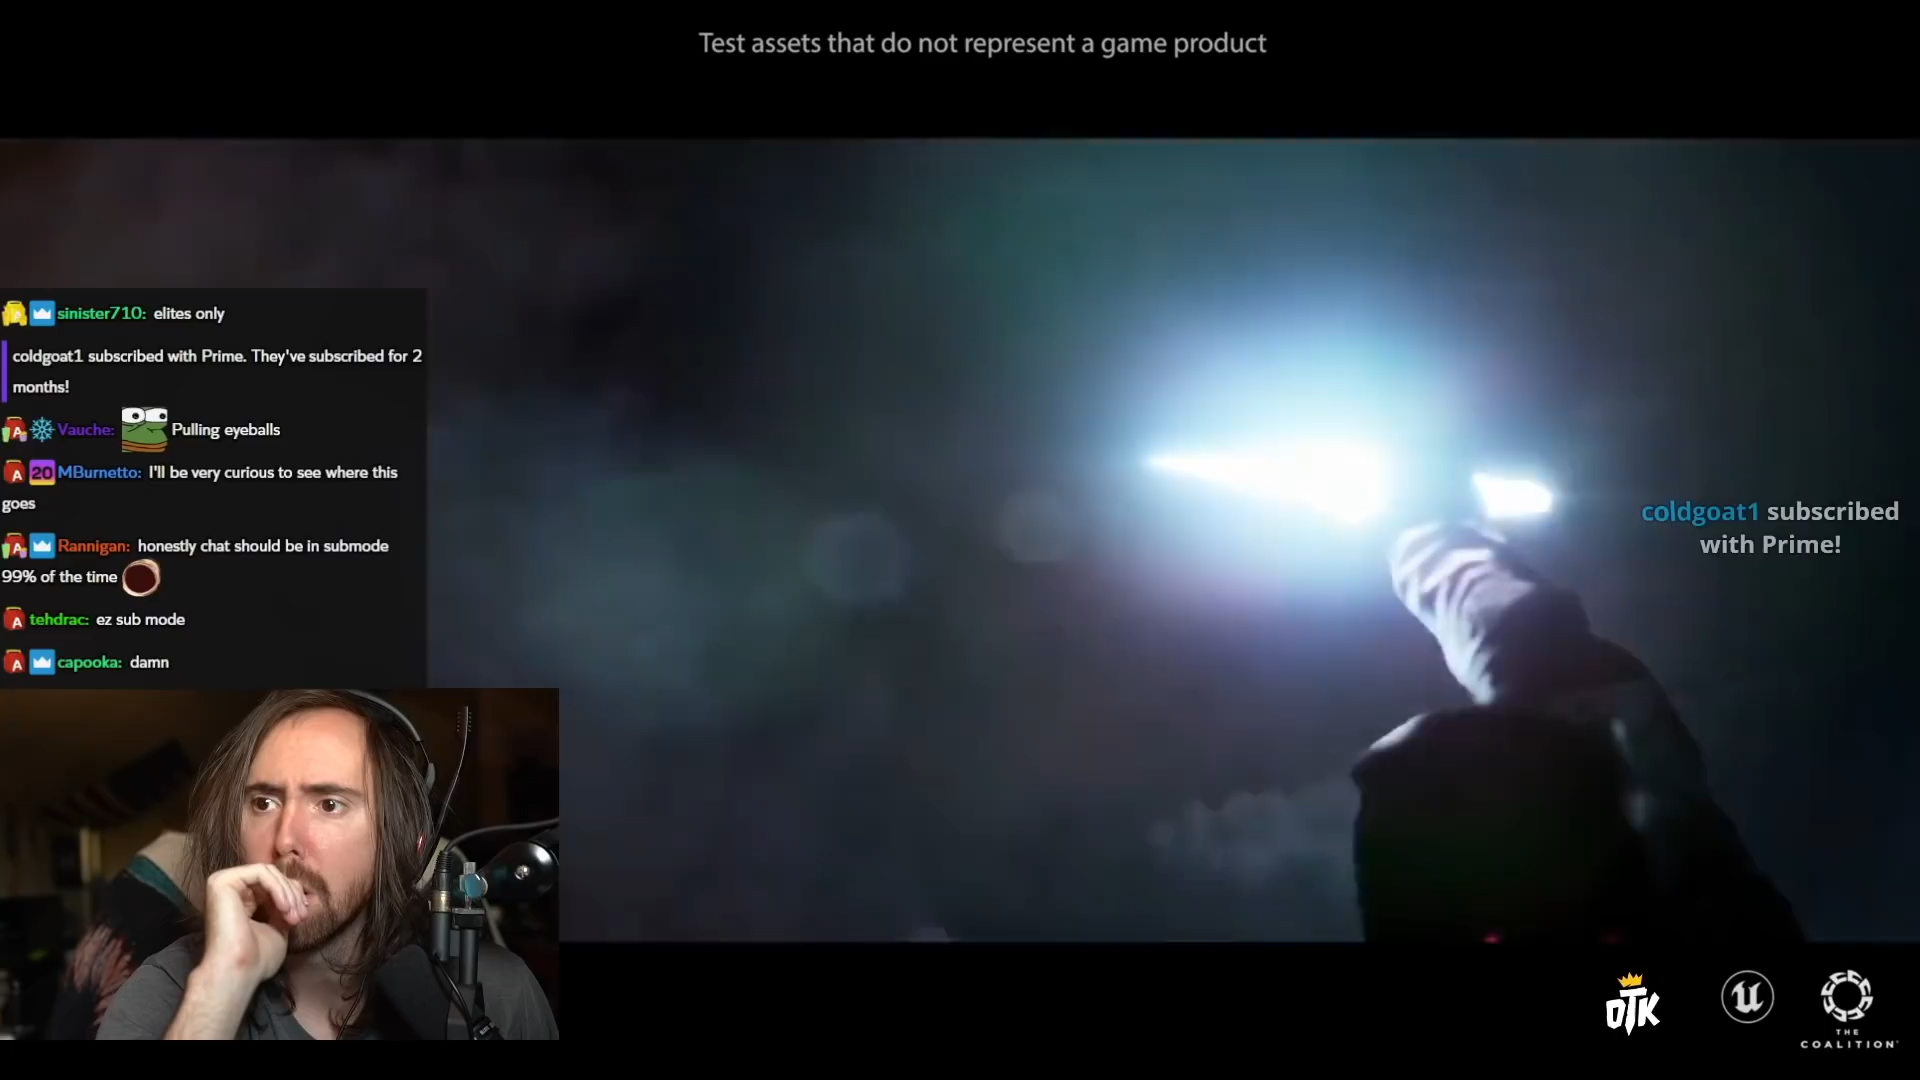 Test assets that do not represent a game product
sinister710: elites only
coldgoat1 subscribed with Prime. They've subscribed for 2
months!
Vauche: Pulling eyeballs
20 MBurnetto: I'll be very curious to see where this
goes
Rannigan: honestly chat should be in submode
99% of the time
tehdrac: ez sub mode
capooka: damn
coldgoat1 subscribed
with Prime!
OTK
THE
COALITION